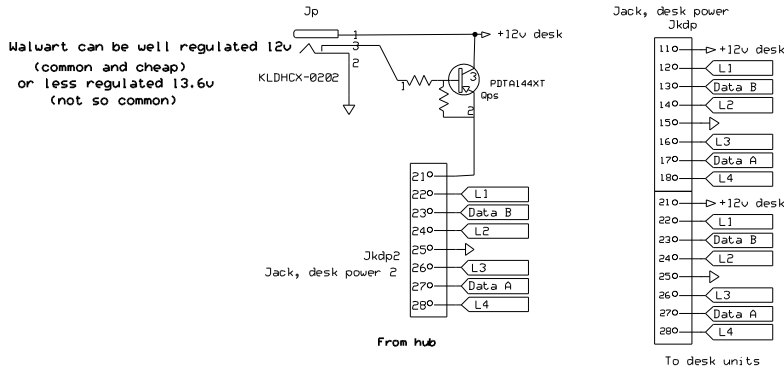 Jp
1
3
2
+12v desk
Walwart can be well regulated 12v
(common and cheap)
or less regulated 13.6v
(not so common)
KLDHCX-0202
1
3
2
PDTA144XT
Qps
21
22 L1
23 Data B
24 L2
25
26 L3
27 Data A
28 L4
Jkdp2
Jack, desk power 2
From hub
Jack, desk power
Jkdp
11 +12v desk
12 L1
13 Data B
14 L2
15
16 L3
17 Data A
18 L4
21 +12v desk
22 L1
23 Data B
24 L2
25
26 L3
27 Data A
28 L4
To desk units